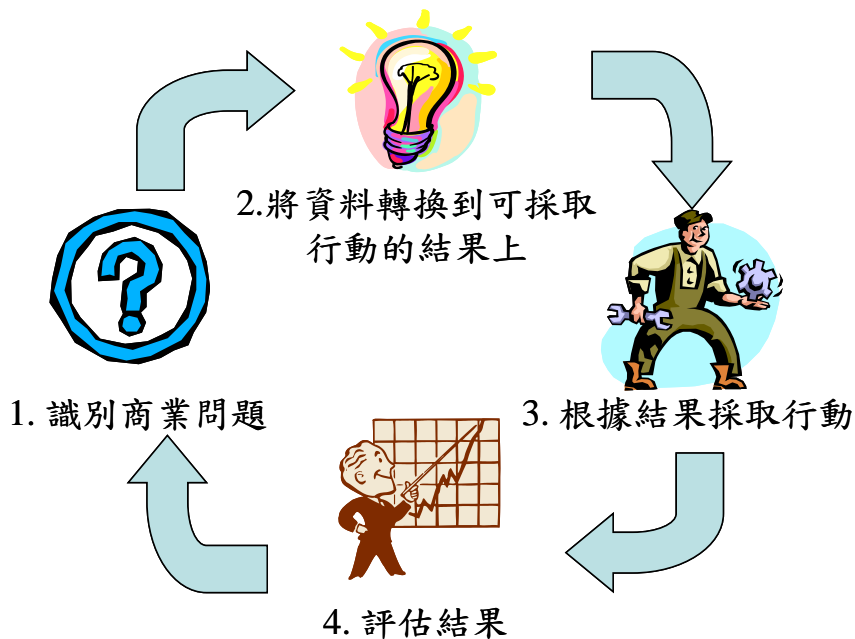 1. 識別商業問題
2.將資料轉換到可採取
行動的結果上
3. 根據結果採取行動
4. 評估結果